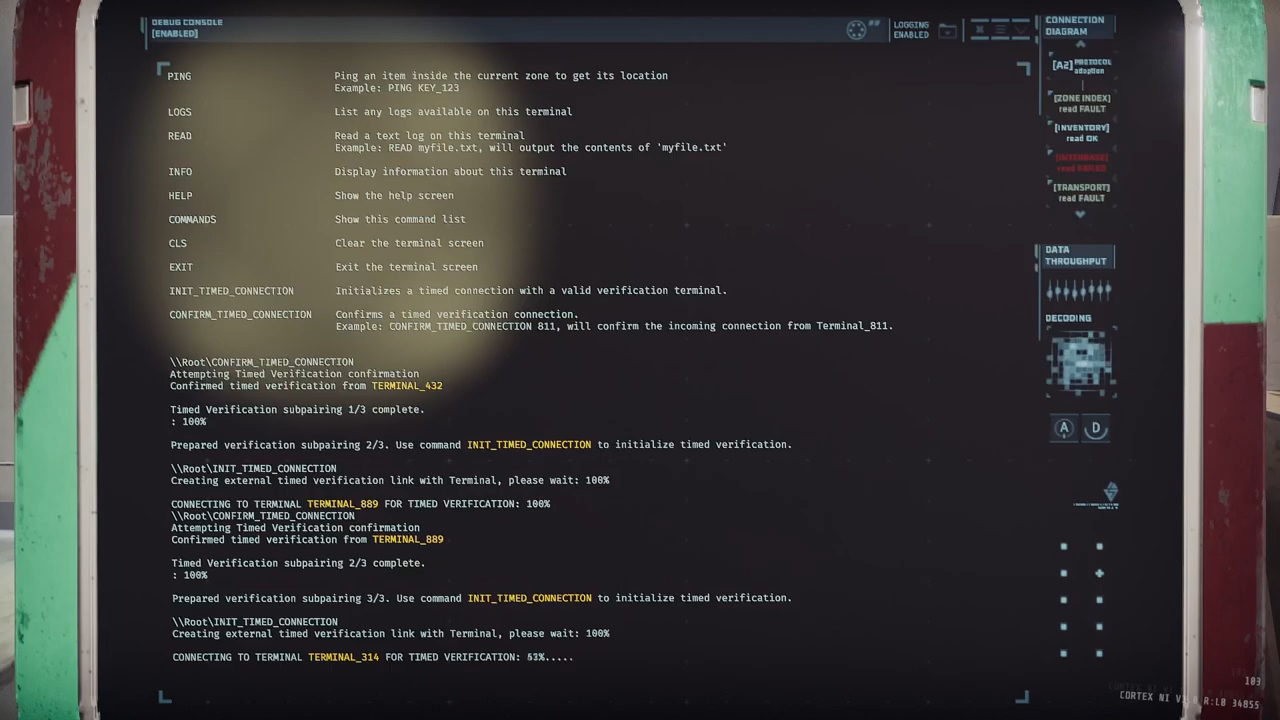 DEBUG CONSOLE
[ENABLED]
LOGGING
ENABLED
CONNECTION
DIAGRAM
[A2] PROTOCOL
adaption
[ZONE INDEX]
read FAULT
[INVENTORY]
read OK
read FAILED
[TRANSPORT]
read FAULT
DATA
THROUGHPUT
DECODING
A D
PING Ping an item inside the current zone to get its location
Example: PING KEY_123
LOGS List any logs available on this terminal
READ Read a text log on this terminal
Example: READ myfile.txt, will output the contents of 'myfile.txt'
INFO Display information about this terminal
HELP Show the help screen
COMMANDS Show this command list
CLS Clear the terminal screen
EXIT Exit the terminal screen
INIT_TIMED_CONNECTION Initializes a timed connection with a valid verification terminal.
CONFIRM_TIMED_CONNECTION Confirms a timed verification connection.
Example: CONFIRM_TIMED_CONNECTION 811, will confirm the incoming connection from Terminal_811.
\\Root\CONFIRM_TIMED_CONNECTION
Attempting Timed Verification confirmation
Confirmed timed verification from TERMINAL_432
Timed Verification subpairing 1/3 complete.
: 100%
Prepared verification subpairing 2/3. Use command INIT_TIMED_CONNECTION to initialize timed verification.
\\Root\INIT_TIMED_CONNECTION
Creating external timed verification link with Terminal, please wait: 100%
CONNECTING TO TERMINAL TERMINAL_889 FOR TIMED VERIFICATION: 100%
\\Root\CONFIRM_TIMED_CONNECTION
Attempting Timed Verification confirmation
Confirmed timed verification from TERMINAL_889
Timed Verification subpairing 2/3 complete.
: 100%
Prepared verification subpairing 3/3. Use command INIT_TIMED_CONNECTION to initialize timed verification.
\\Root\INIT_TIMED_CONNECTION
Creating external timed verification link with Terminal, please wait: 100%
CONNECTING TO TERMINAL TERMINAL_314 FOR TIMED VERIFICATION:
103
CORTEX NI